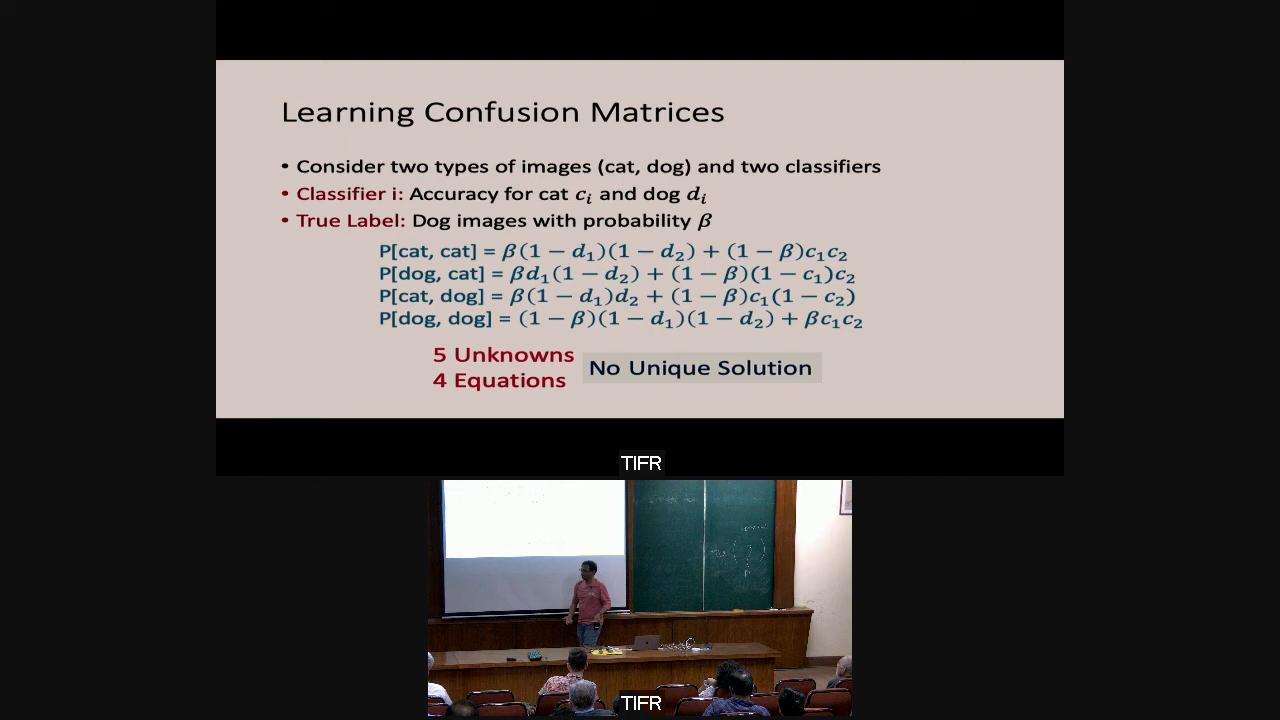 Learning Confusion Matrices
• Consider two types of images (cat, dog) and two classifiers
• Classifier i: Accuracy for cat cᵢ and dog dᵢ
• True Label: Dog images with probability β
P[cat, cat] = β(1 − d₁)(1 − d₂) + (1 − β)c₁c₂
P[dog, cat] = βd₁(1 − d₂) + (1 − β)(1 − c₁)c₂
P[cat, dog] = β(1 − d₁)d₂ + (1 − β)c₁(1 − c₂)
P[dog, dog] = (1 − β)(1 − d₁)(1 − d₂) + βc₁c₂
5 Unknowns
4 Equations
No Unique Solution
TIFR
TIFR